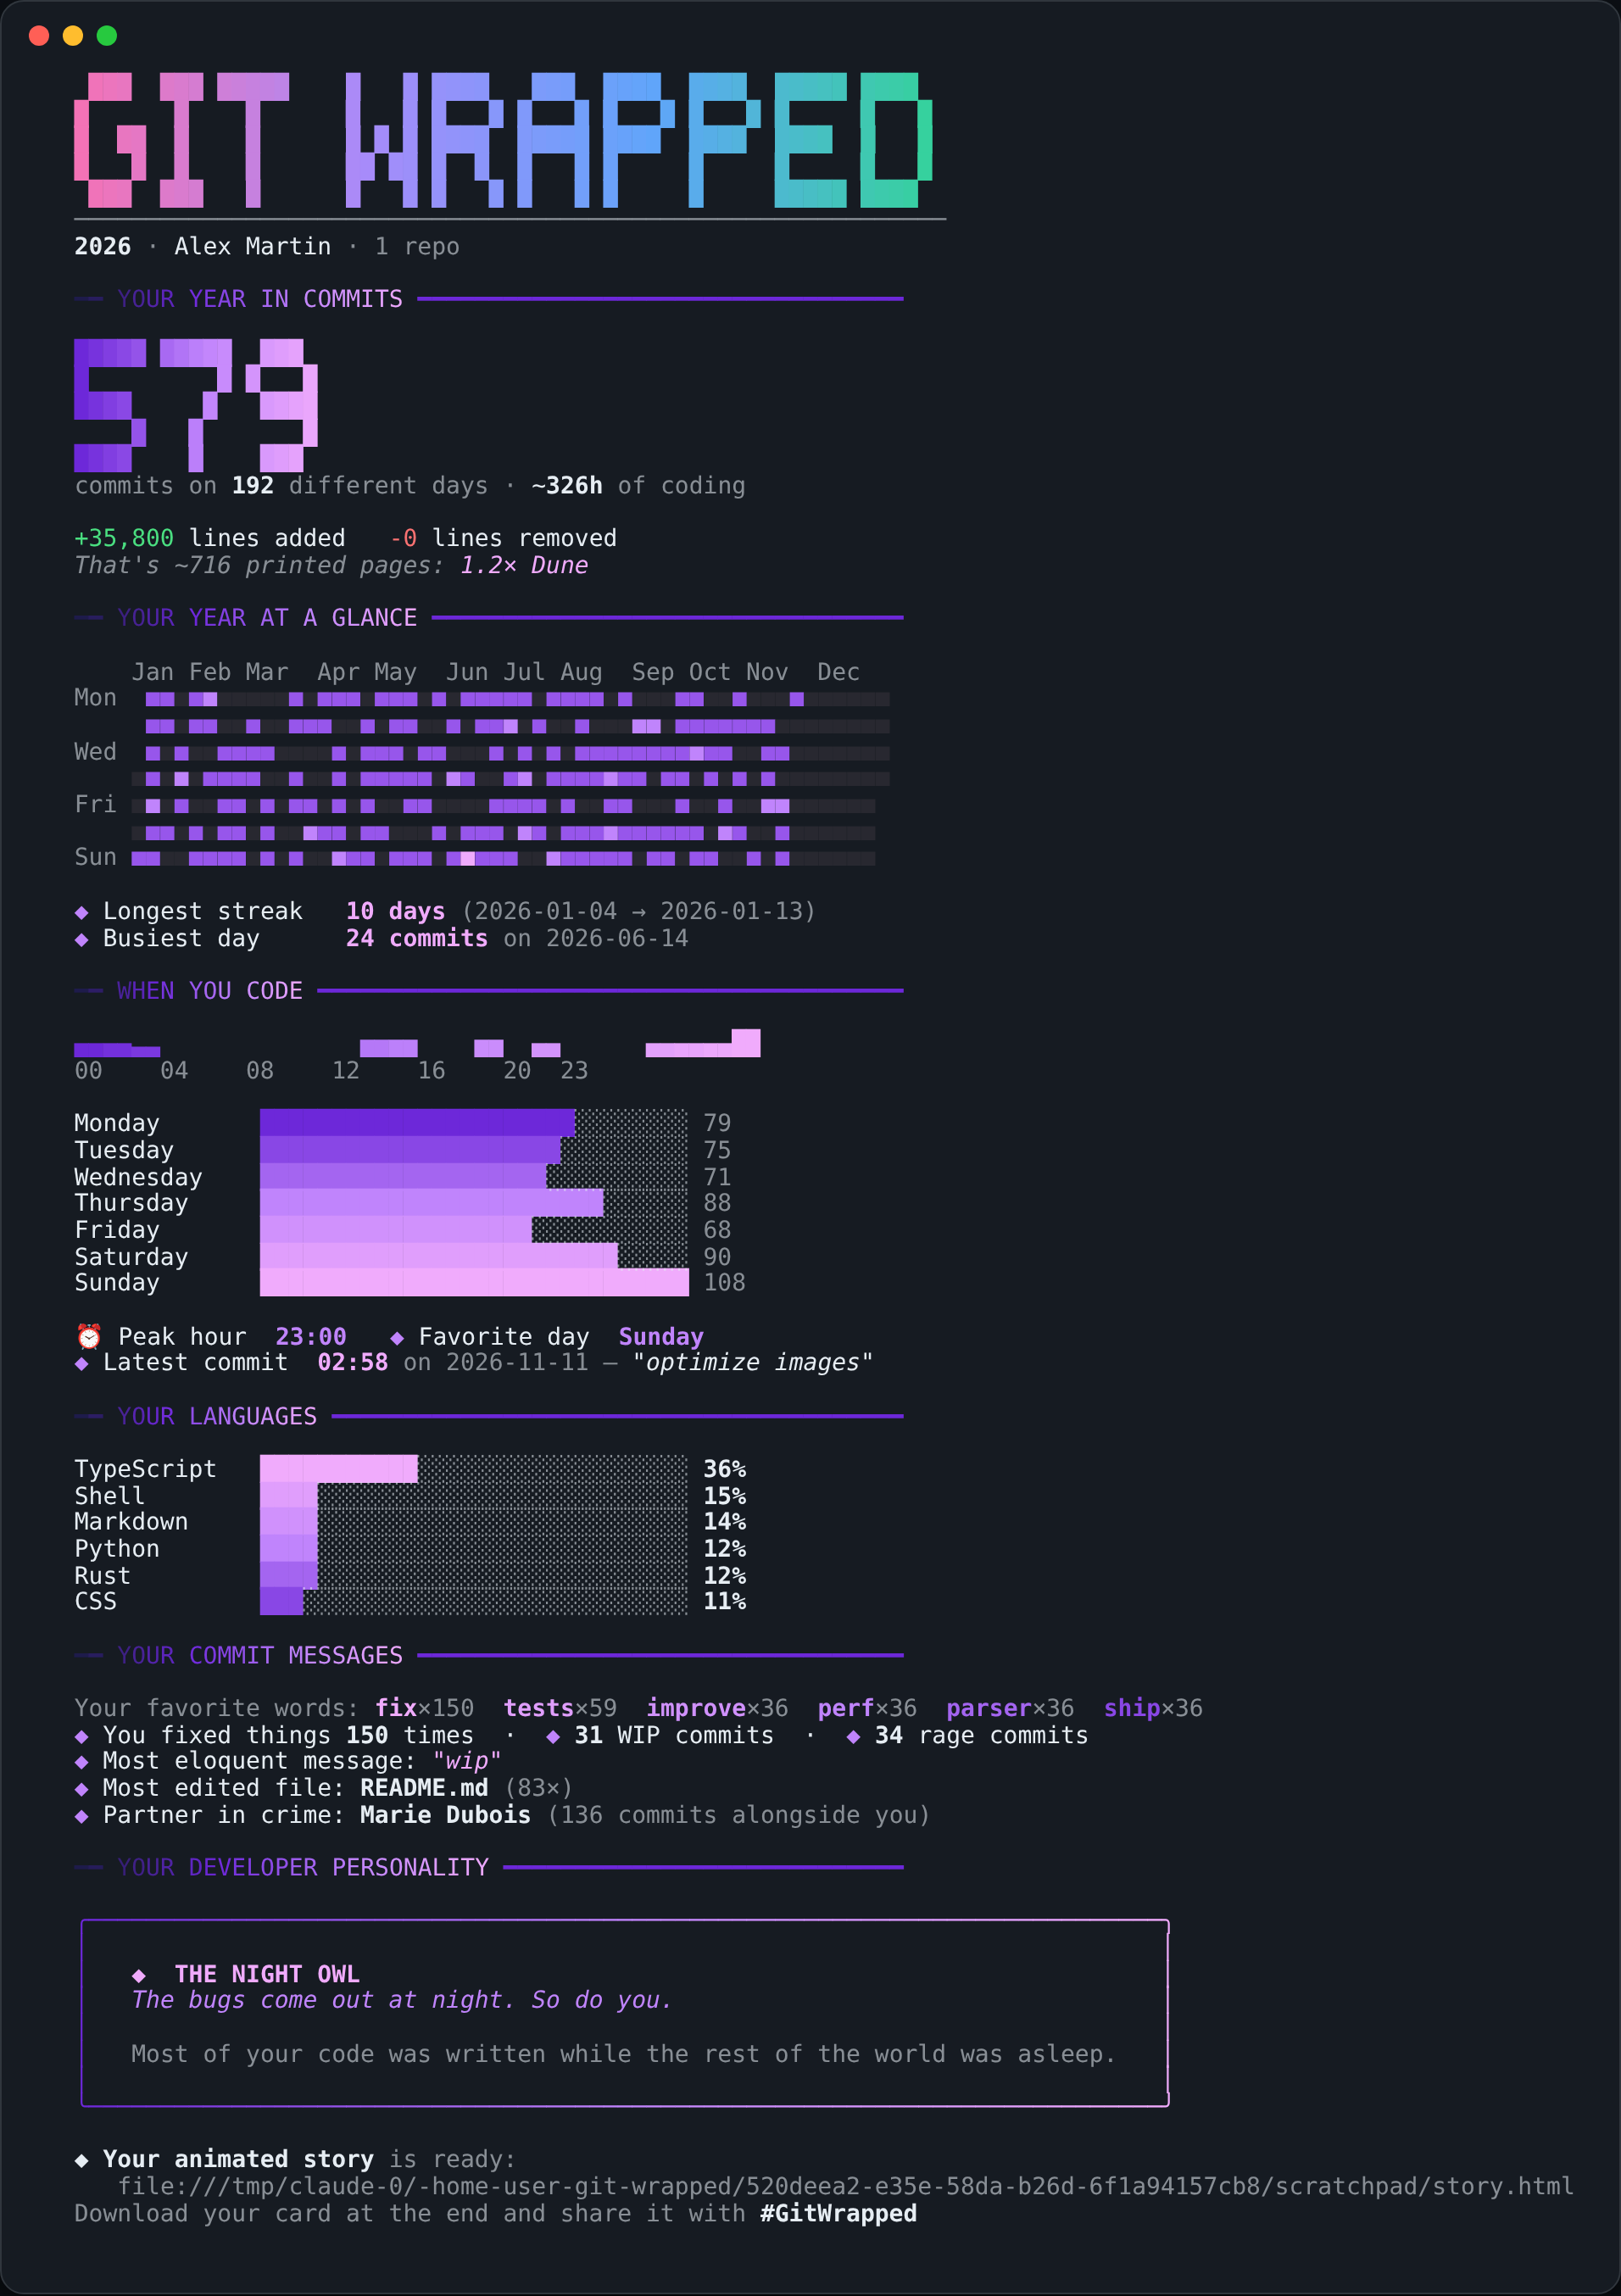 GIT WRAPPED
2026 · Alex Martin · 1 repo
YOUR YEAR IN COMMITS
579
commits on 192 different days · ~326h of coding
+35,800 lines added -0 lines removed
That's ~716 printed pages: 1.2× Dune
YOUR YEAR AT A GLANCE
Jan Feb Mar Apr May Jun Jul Aug Sep Oct Nov Dec
Mon
Wed
Fri
Sun
◆ Longest streak 10 days (2026-01-04 → 2026-01-13)
◆ Busiest day 24 commits on 2026-06-14
WHEN YOU CODE
00 04 08 12 16 20 23
Monday 79
Tuesday 75
Wednesday 71
Thursday 88
Friday 68
Saturday 90
Sunday 108
⏰ Peak hour 23:00 ◆ Favorite day Sunday
◆ Latest commit 02:58 on 2026-11-11 — "optimize images"
YOUR LANGUAGES
TypeScript 36%
Shell 15%
Markdown 14%
Python 12%
Rust 12%
CSS 11%
YOUR COMMIT MESSAGES
Your favorite words: fix×150 tests×59 improve×36 perf×36 parser×36 ship×36
◆ You fixed things 150 times · ◆ 31 WIP commits · ◆ 34 rage commits
◆ Most eloquent message: "wip"
◆ Most edited file: README.md (83×)
◆ Partner in crime: Marie Dubois (136 commits alongside you)
YOUR DEVELOPER PERSONALITY
◆ THE NIGHT OWL
The bugs come out at night. So do you.
Most of your code was written while the rest of the world was asleep.
◆ Your animated story is ready:
file:///tmp/claude-0/-home-user-git-wrapped/520deea2-e35e-58da-b26d-6f1a94157cb8/scratchpad/story.html
Download your card at the end and share it with #GitWrapped